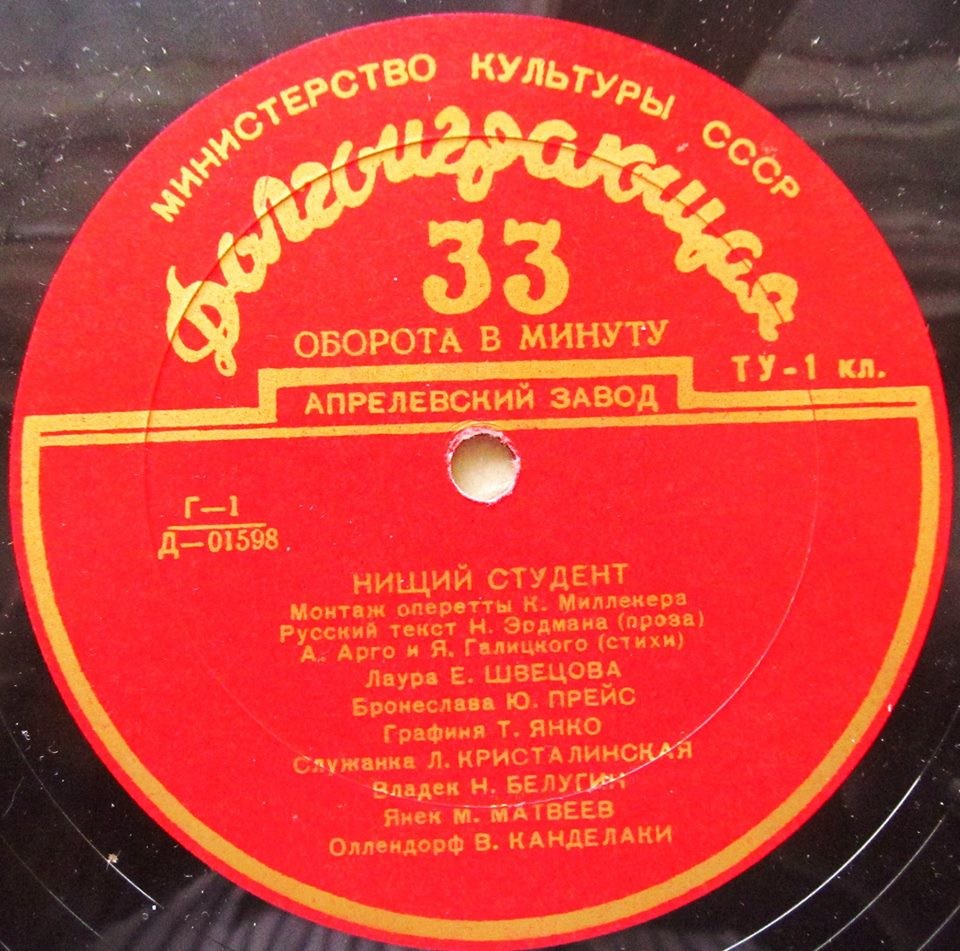 МИНИСТЕРСТВО КУЛЬТУРЫ СССР
Долгоиграющая
33
ОБОРОТА В МИНУТУ
ТУ-1 кл.
АПРЕЛЕВСКИЙ ЗАВОД
Г-1
Д-01598
НИЩИЙ СТУДЕНТ
Монтаж оперетты К. Миллекера
Русский текст Н. Эрдмана (проза)
А. Арго и Я. Галицкого (стихи)
Лаура Е. ШВЕЦОВА
Бронеслава Ю. ПРЕЙС
Графиня Т. ЯНКО
Служанка Л. КРИСТАЛИНСКАЯ
Владек Н. БЕЛУГИН
Янек М. МАТВЕЕВ
Оллендорф В. КАНДЕЛАКИ